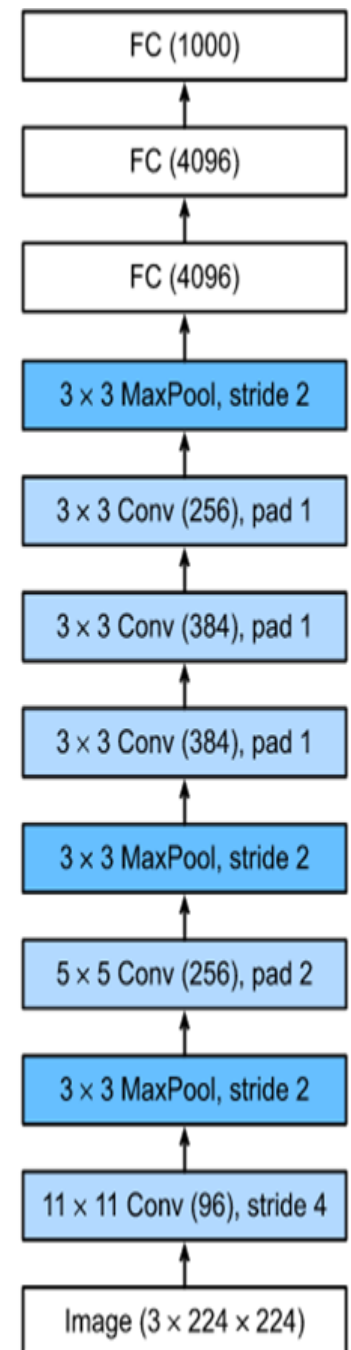 FC (1000)
FC (4096)
FC (4096)
3 × 3 MaxPool, stride 2
3 × 3 Conv (256), pad 1
3 × 3 Conv (384), pad 1
3 × 3 Conv (384), pad 1
3 × 3 MaxPool, stride 2
5 × 5 Conv (256), pad 2
3 × 3 MaxPool, stride 2
11 × 11 Conv (96), stride 4
Image (3 × 224 × 224)